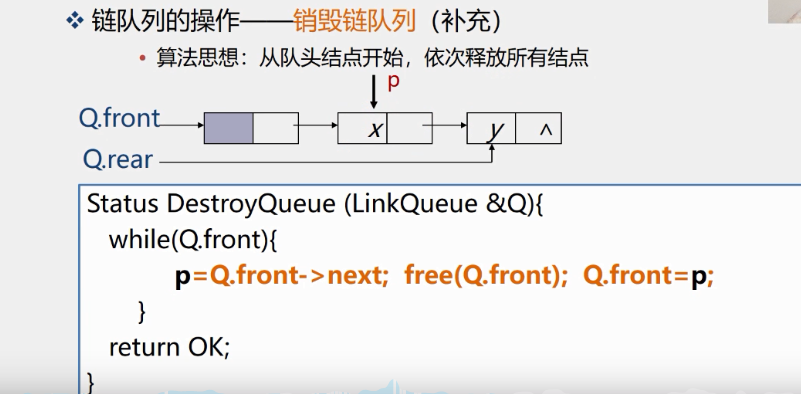 ❖ 链队列的操作——销毁链队列（补充）
• 算法思想：从队头结点开始，依次释放所有结点
p
Q.front
x
y ∧
Q.rear
Status DestroyQueue (LinkQueue &Q){
while(Q.front){
p=Q.front->next; free(Q.front); Q.front=p;
}
return OK;
}